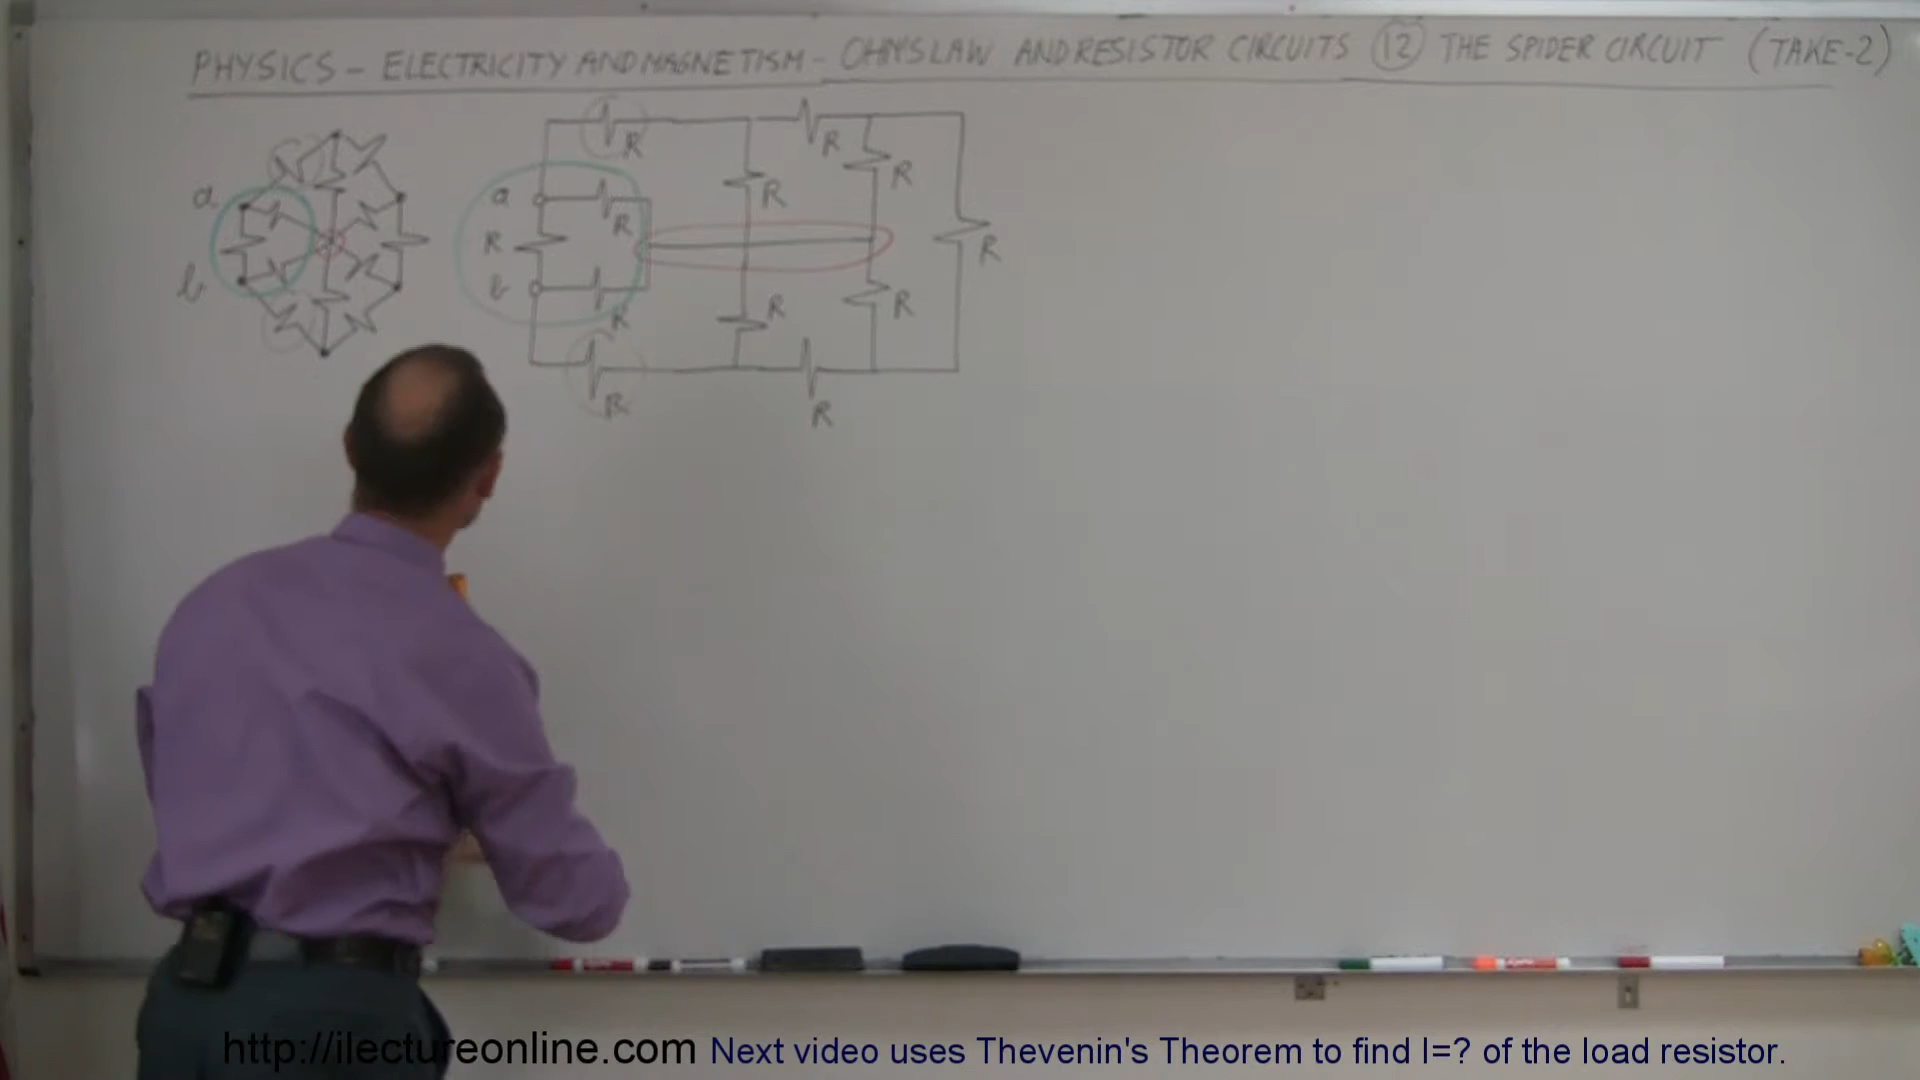 PHYSICS - ELECTRICITY AND MAGNETISM - OHM'S LAW AND RESISTOR CIRCUITS 12 THE SPIDER CIRCUIT (TAKE-2)
R R
R
a a R R
R R R
b b R R R
R R
http://ilectureonline.com Next video uses Thevenin's Theorem to find I=? of the load resistor.